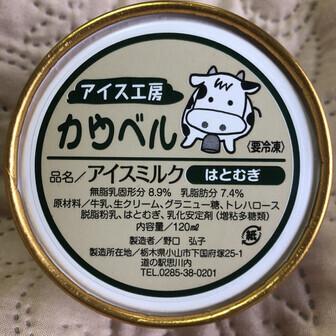 アイス工房
カウベル
〈要冷凍〉
品名／アイスミルク はとむぎ
無脂乳固形分 8.9% 乳脂肪分 7.4%
原材料／牛乳、生クリーム、グラニュー糖、トレハロース
脱脂粉乳、はとむぎ、乳化安定剤（増粘多糖類）
内容量／120㎖
製造者／野口 弘子
紙
製造所在地／栃木県小山市下国府塚25-1
道の駅思川内
TEL.0285-38-0201